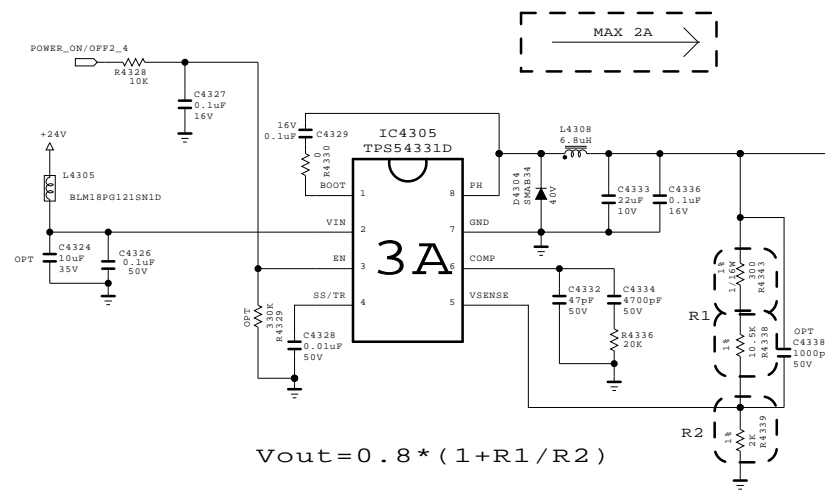 MAX 2A
POWER_ON/OFF2_4
R4328
10K
C4327
0.1uF
16V
+24V
L4305
BLM18PG121SN1D
OPT
C4324
10uF
35V
C4326
0.1uF
50V
16V
0.1uF
C4329
0
R4330
IC4305
TPS54331D
3A
BOOT
1
VIN
2
EN
3
SS/TR
4
PH
8
GND
7
COMP
6
VSENSE
5
OPT
330K
R4329
C4328
0.01uF
50V
D4304
SMAB34
40V
L4308
6.8uH
C4333
22uF
10V
C4336
0.1uF
16V
C4332
47pF
50V
C4334
4700pF
50V
R4336
20K
1%
1/16W
300
R4343
R1
1%
10.5K
R4338
OPT
C4338
1000p
50V
R2
1%
2K
R4339
Vout=0.8*(1+R1/R2)